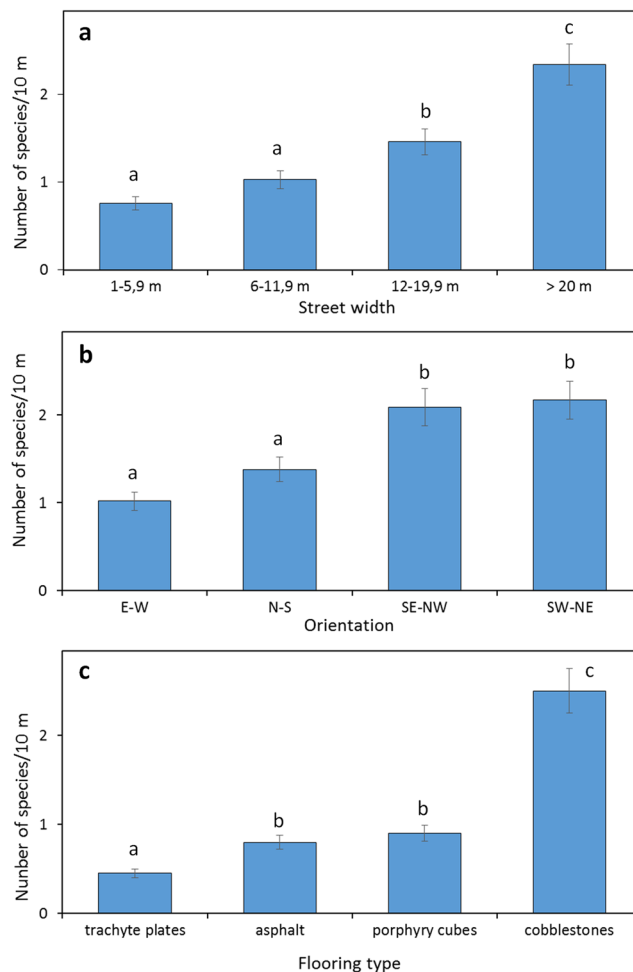 a
c
b
a
a
Number of species/10 m
2
1
0
1-5,9 m 6-11,9 m 12-19,9 m > 20 m
Street width
b
b
b
a
a
Number of species/10 m
2
1
0
E-W N-S SE-NW SW-NE
Orientation
c
c
b
b
a
Nunber of species/10 m
2
1
0
trachyte plates asphalt porphyry cubes cobblestones
Flooring type